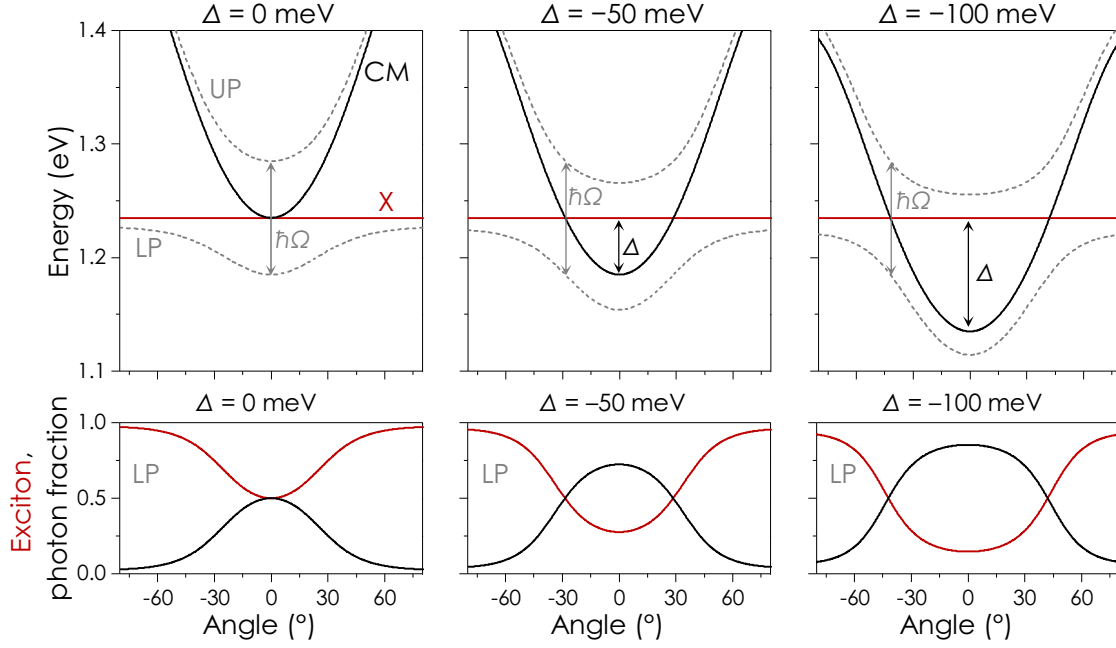 Δ = 0 meV
Δ = −50 meV
Δ = −100 meV
Energy (eV)
1.4
1.3
1.2
1.1
UP
CM
X
LP
ħΩ
ħΩ
Δ
ħΩ
Δ
Δ = 0 meV
Δ = −50 meV
Δ = −100 meV
Exciton,
photon fraction
1.0
0.5
0.0
LP
LP
LP
-60 -30 0 30 60
-60 -30 0 30 60
-60 -30 0 30 60
Angle (°)
Angle (°)
Angle (°)